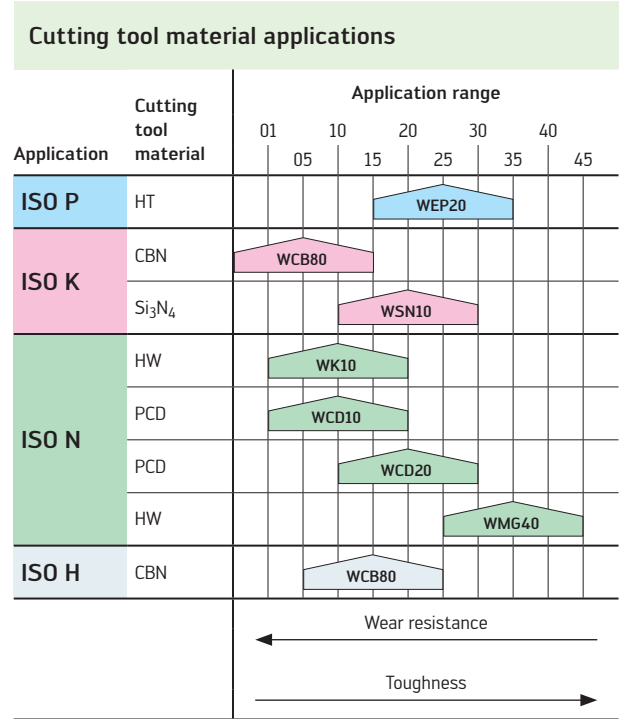 Cutting tool material applications
Application
Cutting
tool
material
Application range
01 10 20 30 40
05 15 25 35 45
ISO P HT WEP20
ISO K CBN WCB80
Si₃N₄ WSN10
ISO N HW WK10
PCD WCD10
PCD WCD20
HW WMG40
ISO H CBN WCB80
Wear resistance
Toughness